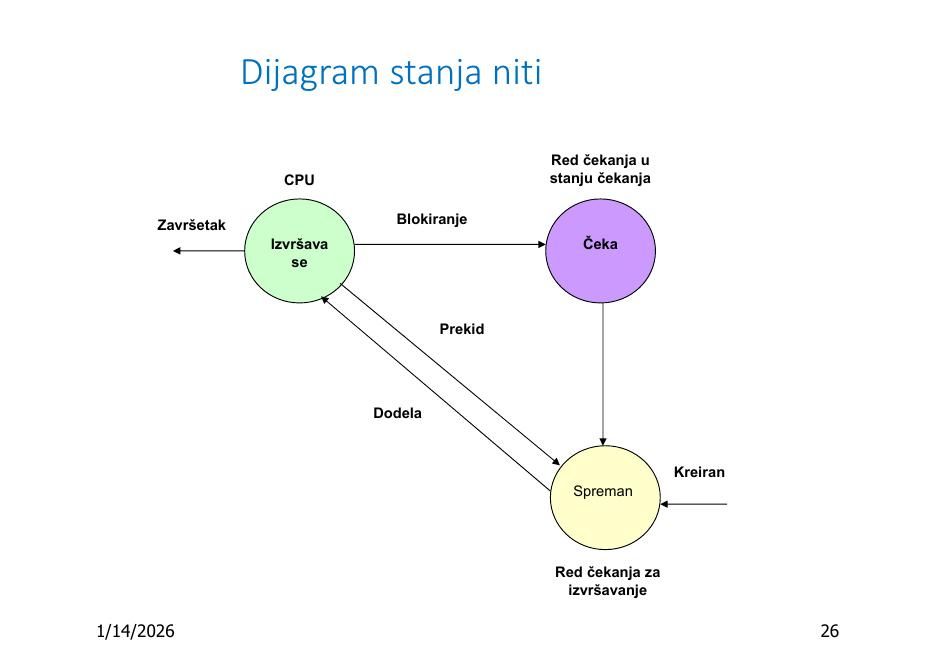 Dijagram stanja niti
Red čekanja u
stanju čekanja
CPU
Blokiranje
Završetak
Izvršava
se
Čeka
Prekid
Dodela
Kreiran
Spreman
Red čekanja za
izvršavanje
1/14/2026
26